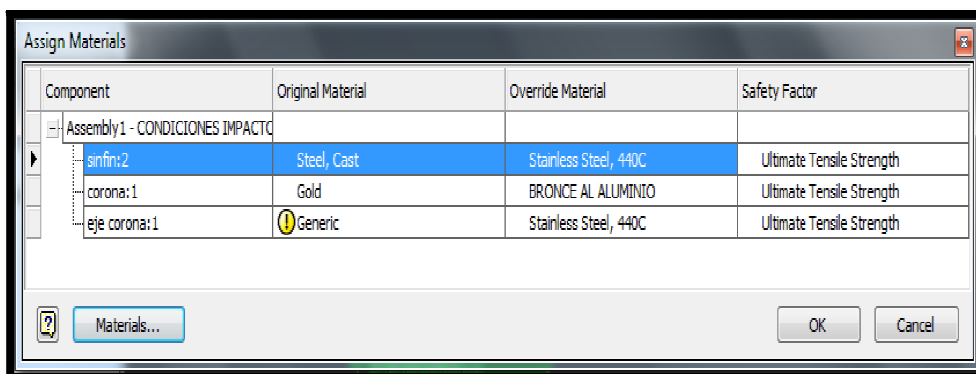 Assign Materials
Component Original Material Override Material Safety Factor
Assembly1 - CONDICIONES IMPACTO
sinfin:2 Steel, Cast Stainless Steel, 440C Ultimate Tensile Strength
corona:1 Gold BRONCE AL ALUMINIO Ultimate Tensile Strength
eje corona:1 Generic Stainless Steel, 440C Ultimate Tensile Strength
Materials... OK Cancel